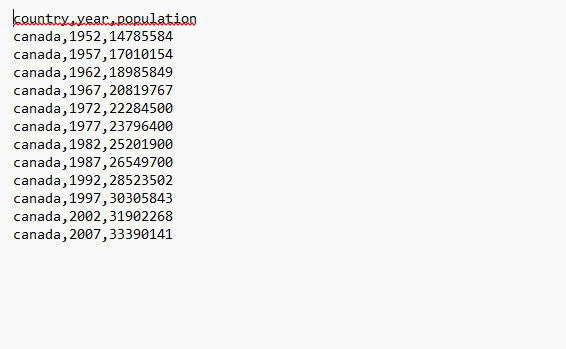 country,year,population
canada,1952,14785584
canada,1957,17010154
canada,1962,18985849
canada,1967,20819767
canada,1972,22284500
canada,1977,23796400
canada,1982,25201900
canada,1987,26549700
canada,1992,28523502
canada,1997,30305843
canada,2002,31902268
canada,2007,33390141